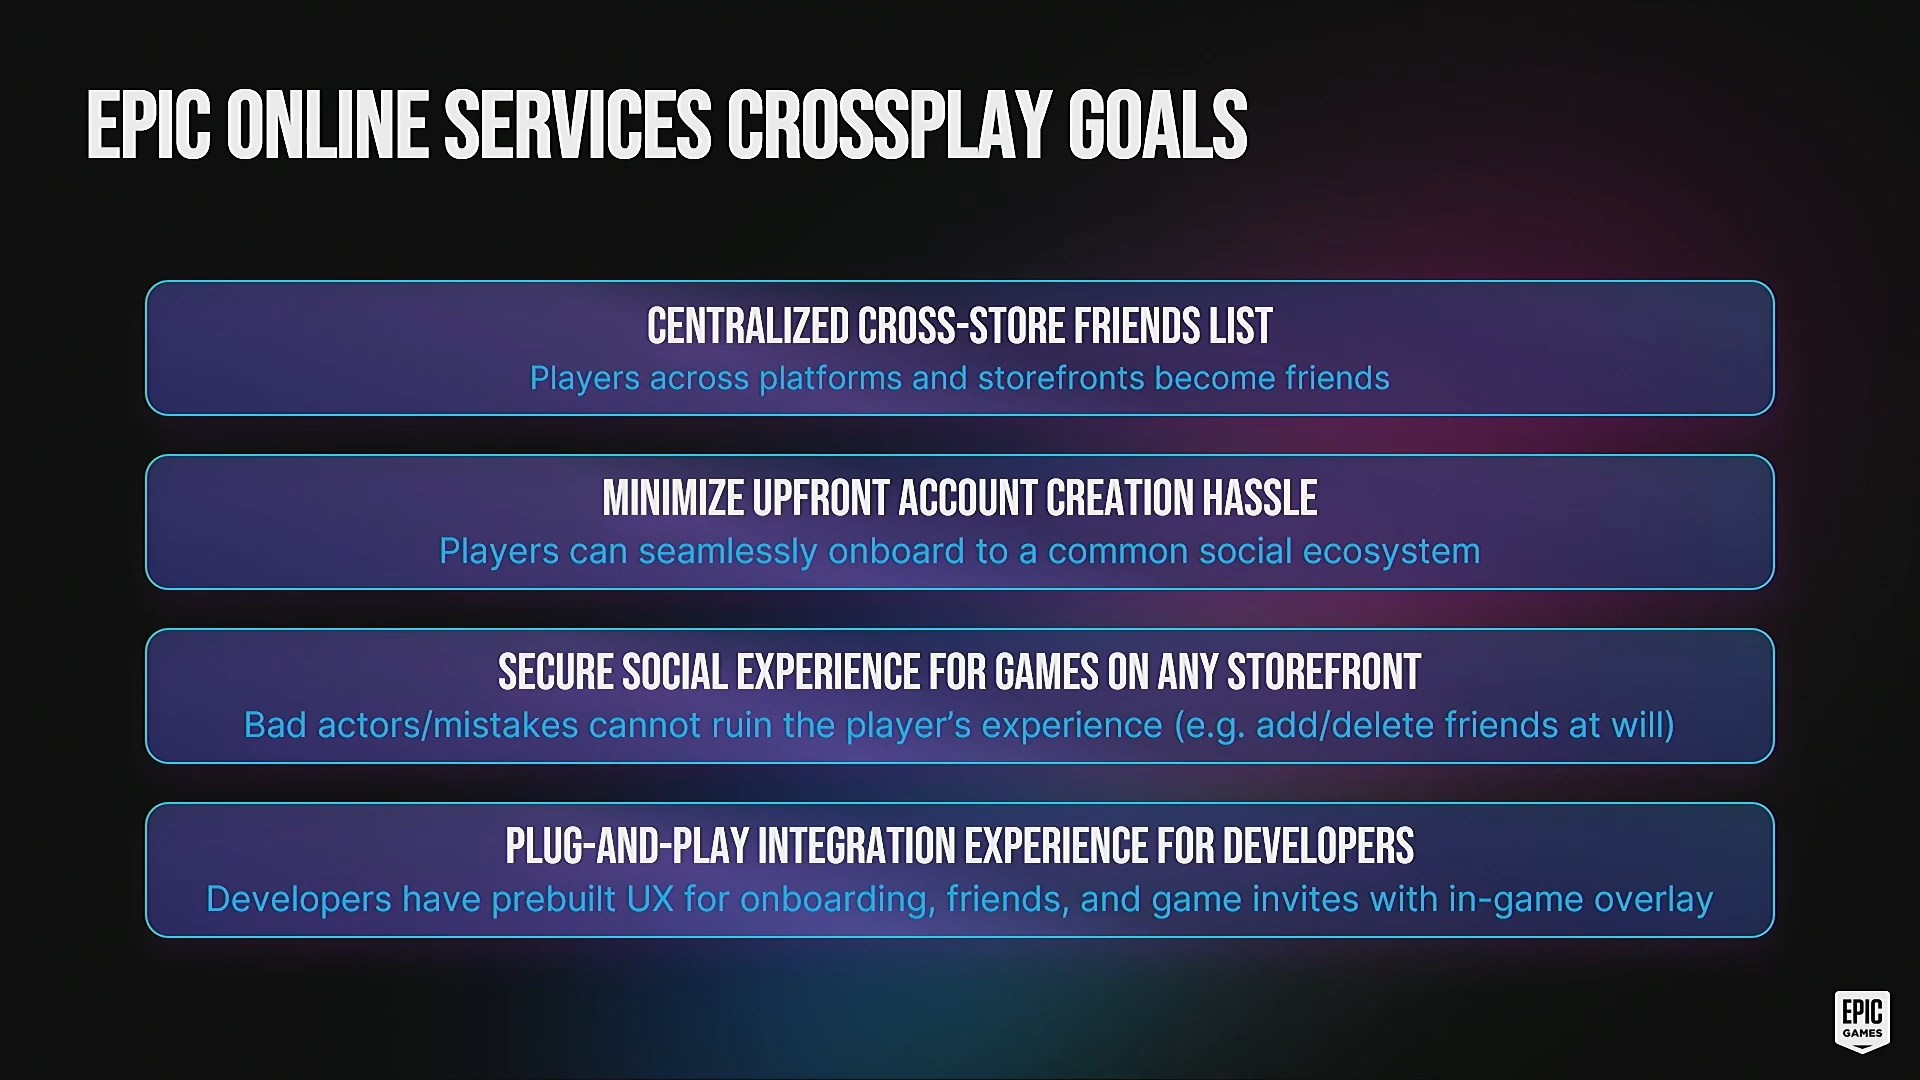 EPIC ONLINE SERVICES CROSSPLAY GOALS
CENTRALIZED CROSS-STORE FRIENDS LIST
Players across platforms and storefronts become friends
MINIMIZE UPFRONT ACCOUNT CREATION HASSLE
Players can seamlessly onboard to a common social ecosystem
SECURE SOCIAL EXPERIENCE FOR GAMES ON ANY STOREFRONT
Bad actors/mistakes cannot ruin the player’s experience (e.g. add/delete friends at will)
PLUG-AND-PLAY INTEGRATION EXPERIENCE FOR DEVELOPERS
Developers have prebuilt UX for onboarding, friends, and game invites with in-game overlay
EPIC
GAMES